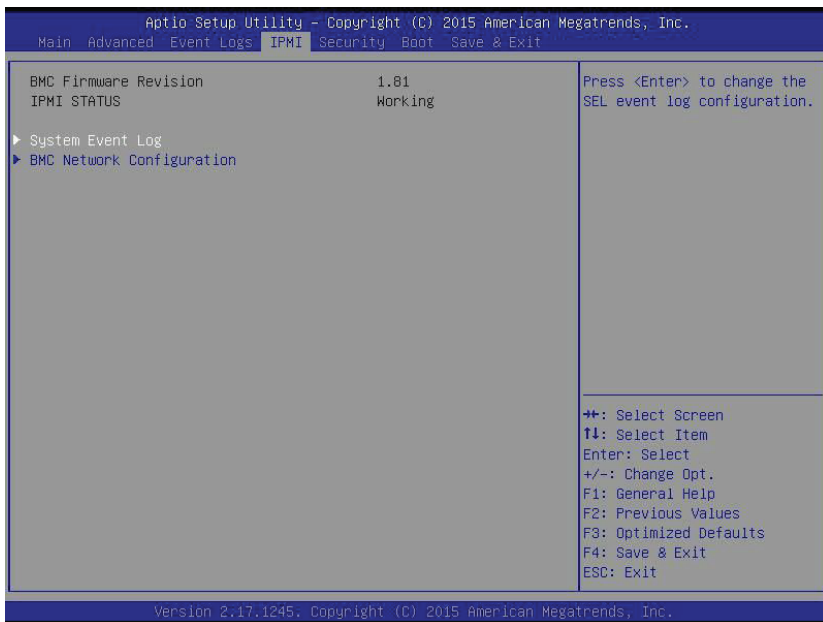 Aptio Setup Utility – Copyright (C) 2015 American Megatrends, Inc.
Main Advanced Event Logs IPMI Security Boot Save & Exit
BMC Firmware Revision 1.81
IPMI STATUS Working
System Event Log
BMC Network Configuration
Press <Enter> to change the
SEL event log configuration.
→←: Select Screen
↑↓: Select Item
Enter: Select
+/-: Change Opt.
F1: General Help
F2: Previous Values
F3: Optimized Defaults
F4: Save & Exit
ESC: Exit
Version 2.17.1245. Copyright (C) 2015 American Megatrends, Inc.